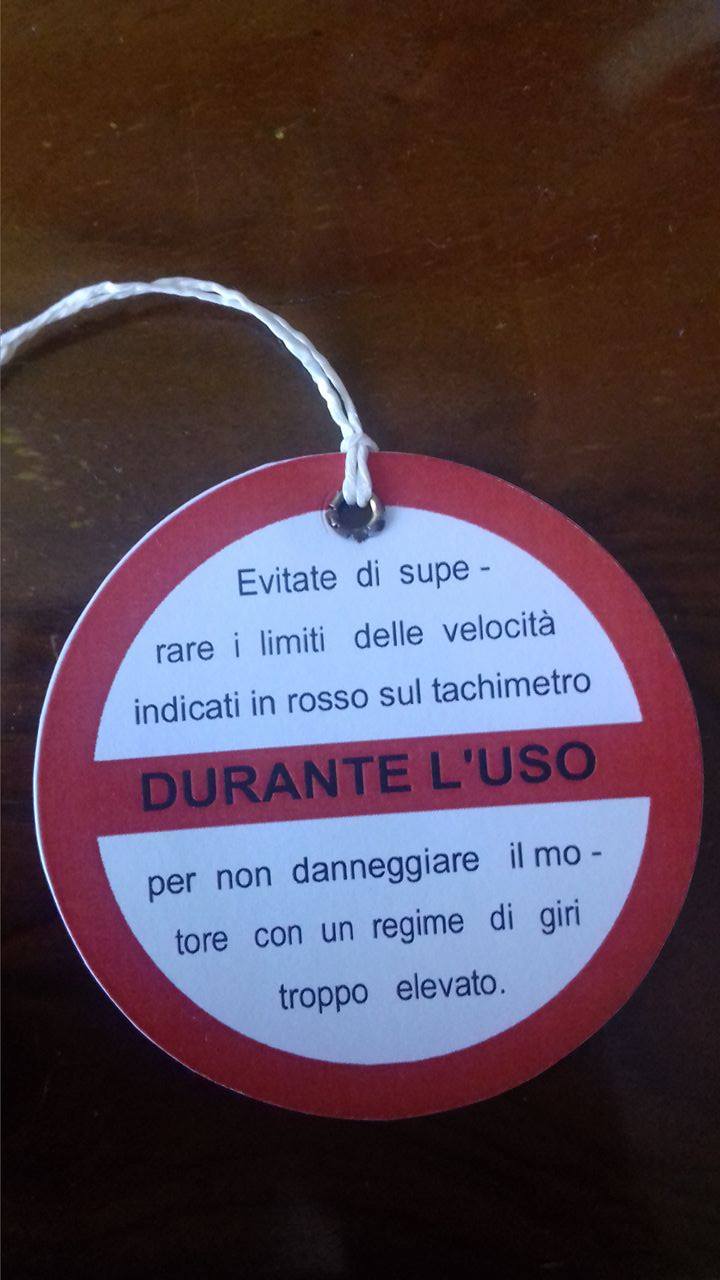 Evitate di supe -
rare i limiti delle velocità
indicati in rosso sul tachimetro
DURANTE L'USO
per non danneggiare il mo -
tore con un regime di giri
troppo elevato.